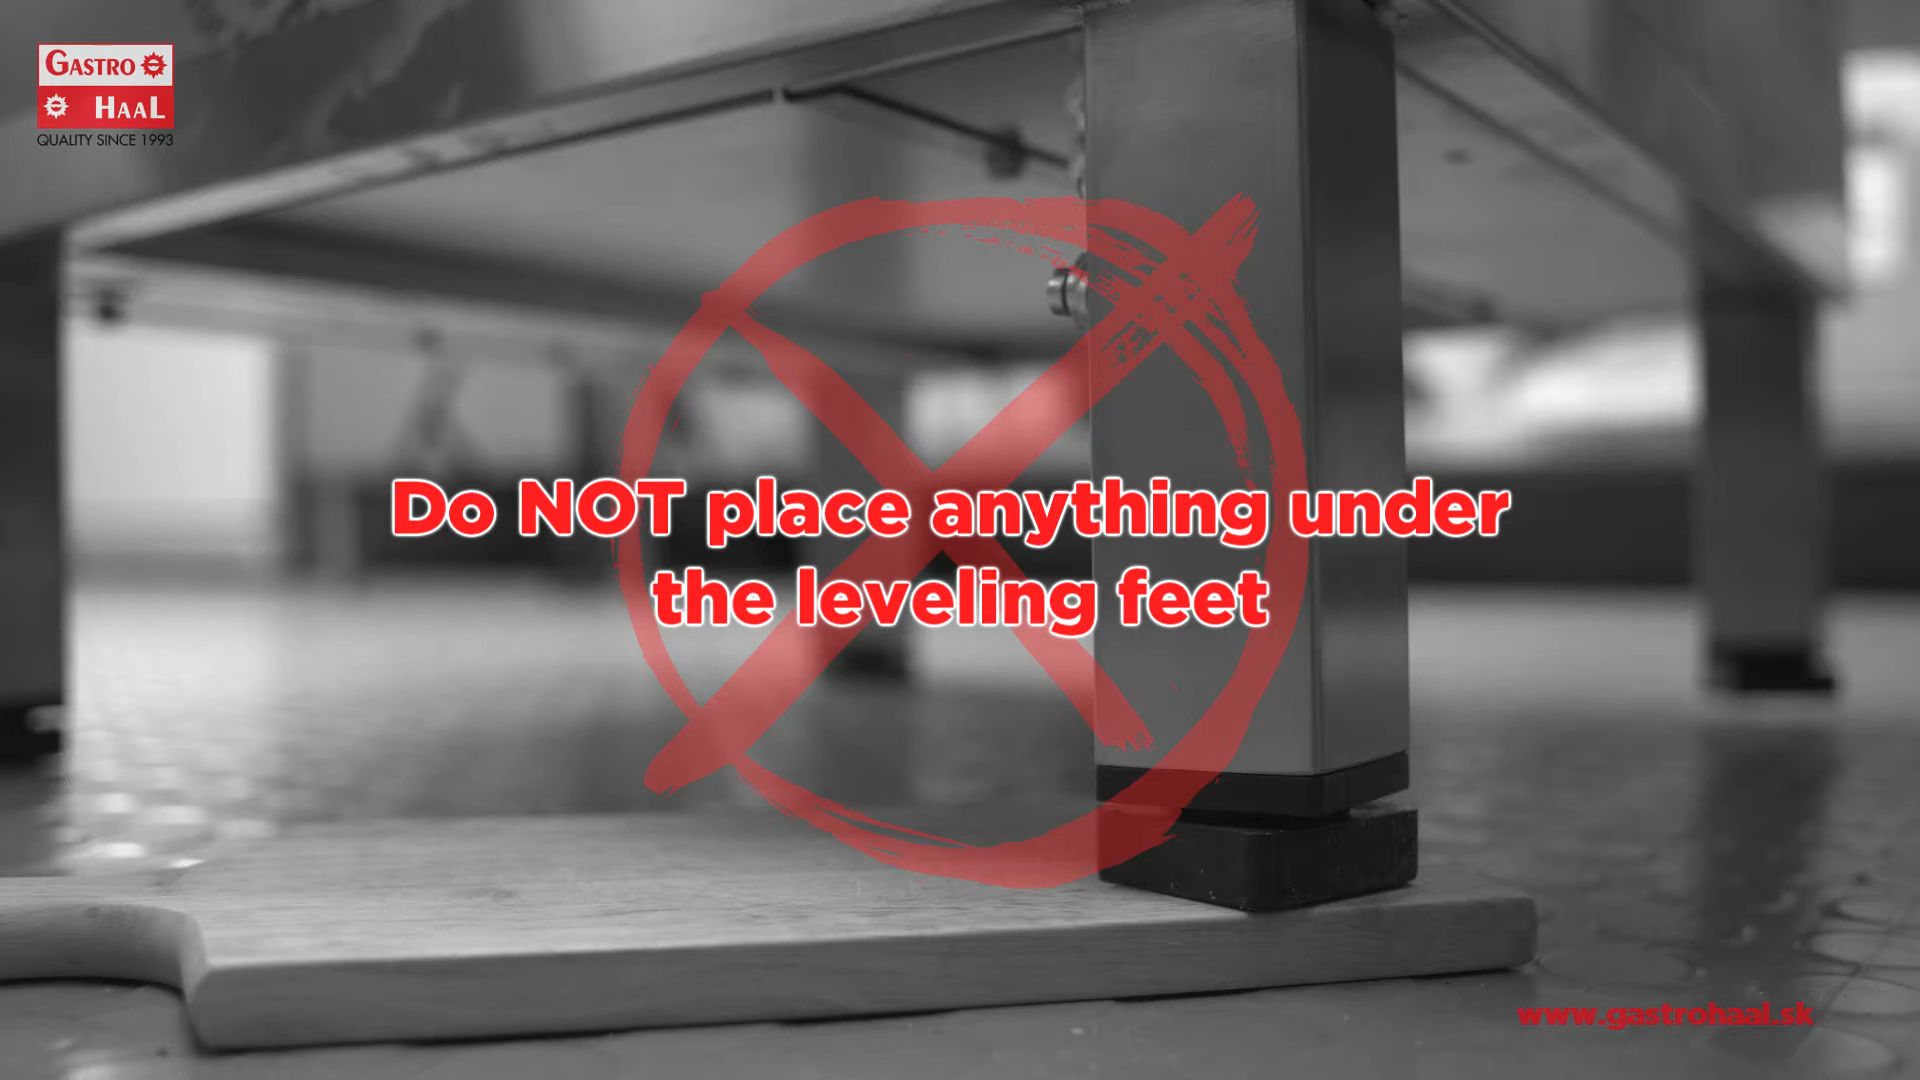 GASTRO
HAAL
QUALITY SINCE 1993
Do NOT place anything under
the leveling feet
www.gastrohaal.sk